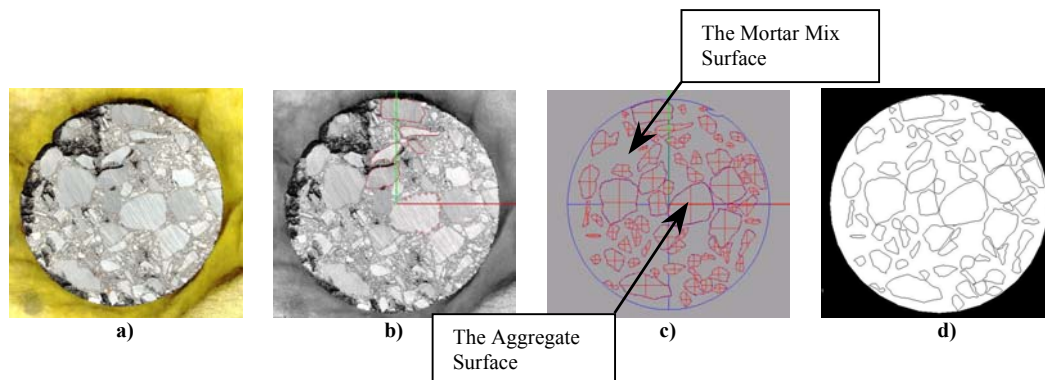 The Mortar Mix
Surface
a)
b)
c)
d)
The Aggregate
Surface